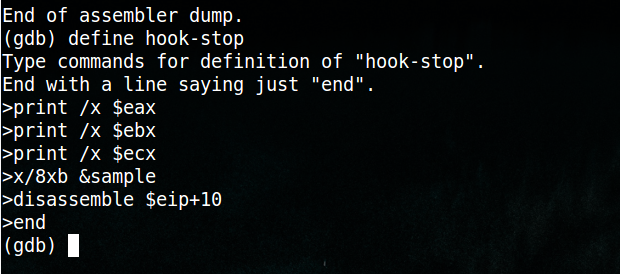 End of assembler dump.
(gdb) define hook-stop
Type commands for definition of "hook-stop".
End with a line saying just "end".
>print /x $eax
>print /x $ebx
>print /x $ecx
>x/8xb &sample
>disassemble $eip+10
>end
(gdb)